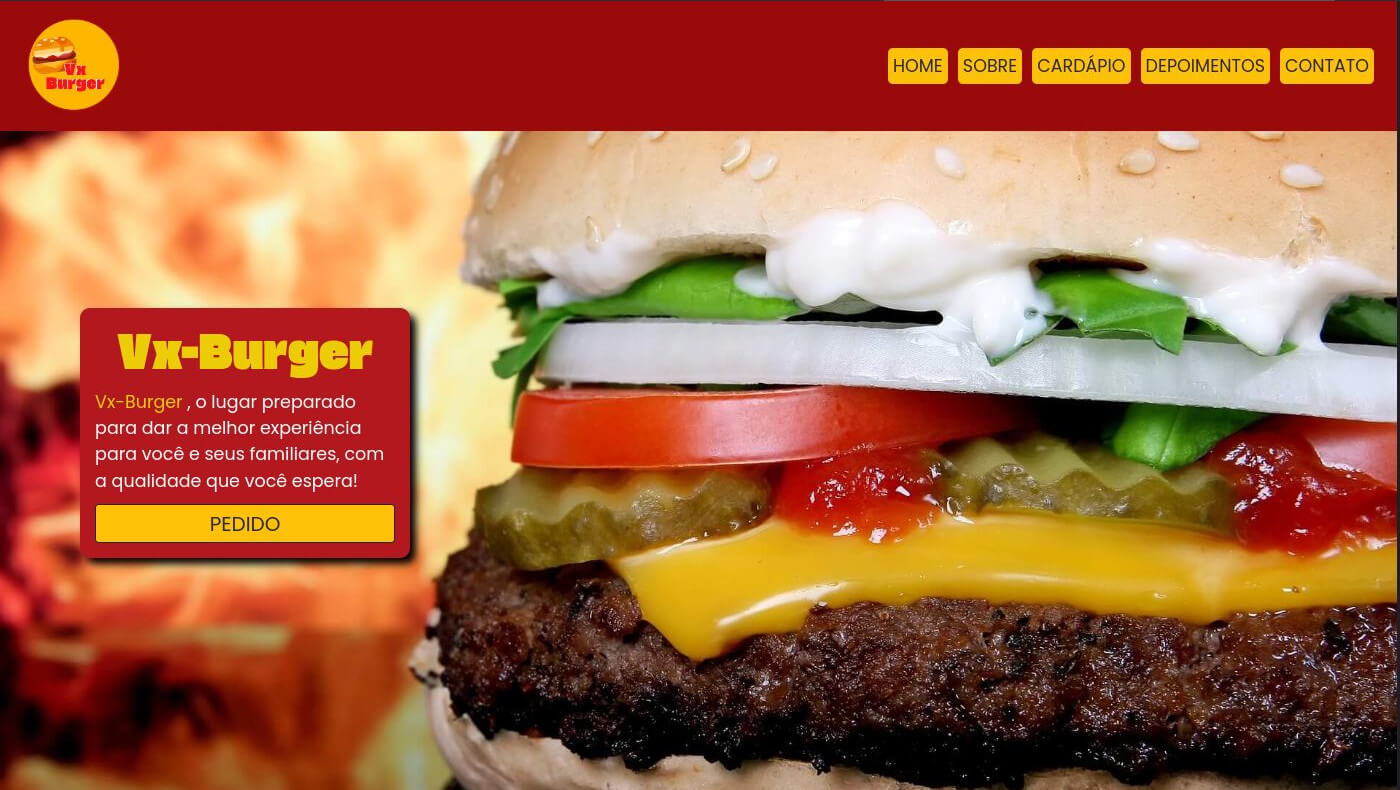 Vx
Burger
HOME SOBRE CARDÁPIO DEPOIMENTOS CONTATO
Vx-Burger
Vx-Burger , o lugar preparado
para dar a melhor experiência
para você e seus familiares, com
a qualidade que você espera!
PEDIDO